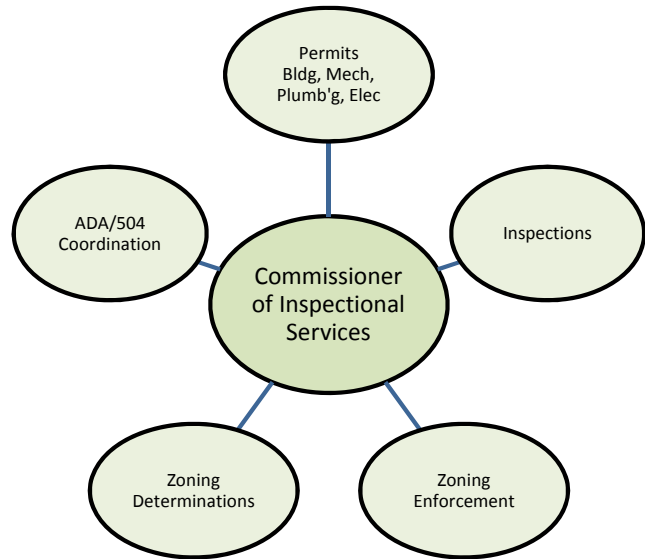 Permits
Bldg, Mech,
Plumb'g, Elec
ADA/504
Coordination
Inspections
Commissioner
of Inspectional
Services
Zoning
Determinations
Zoning
Enforcement